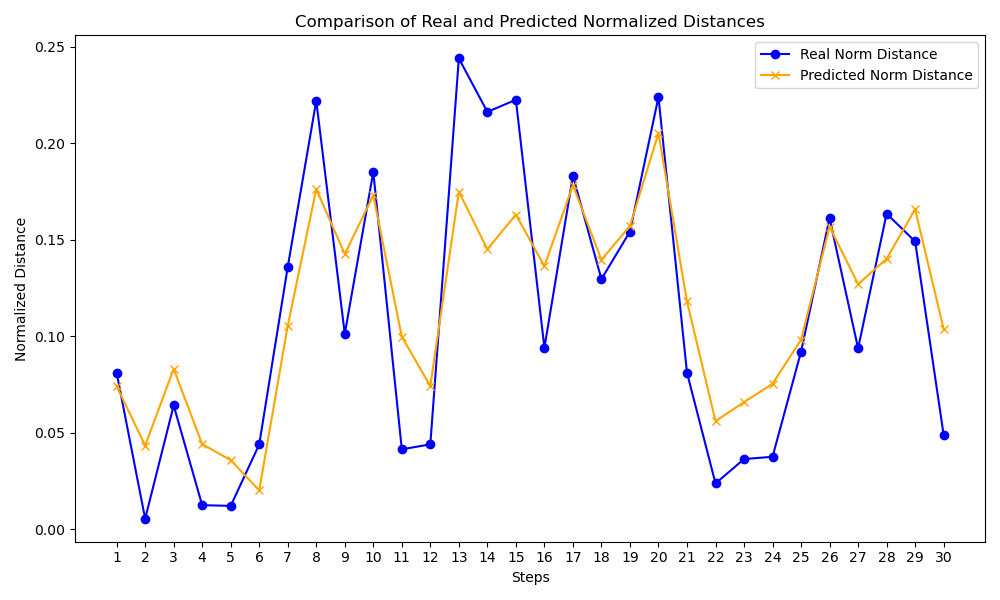 Comparison of Real and Predicted Normalized Distances
Real Norm Distance
Predicted Norm Distance
0.25
0.20
0.15
0.10
0.05
0.00
Normalized Distance
1 2 3 4 5 6 7 8 9 10 11 12 13 14 15 16 17 18 19 20 21 22 23 24 25 26 27 28 29 30
Steps